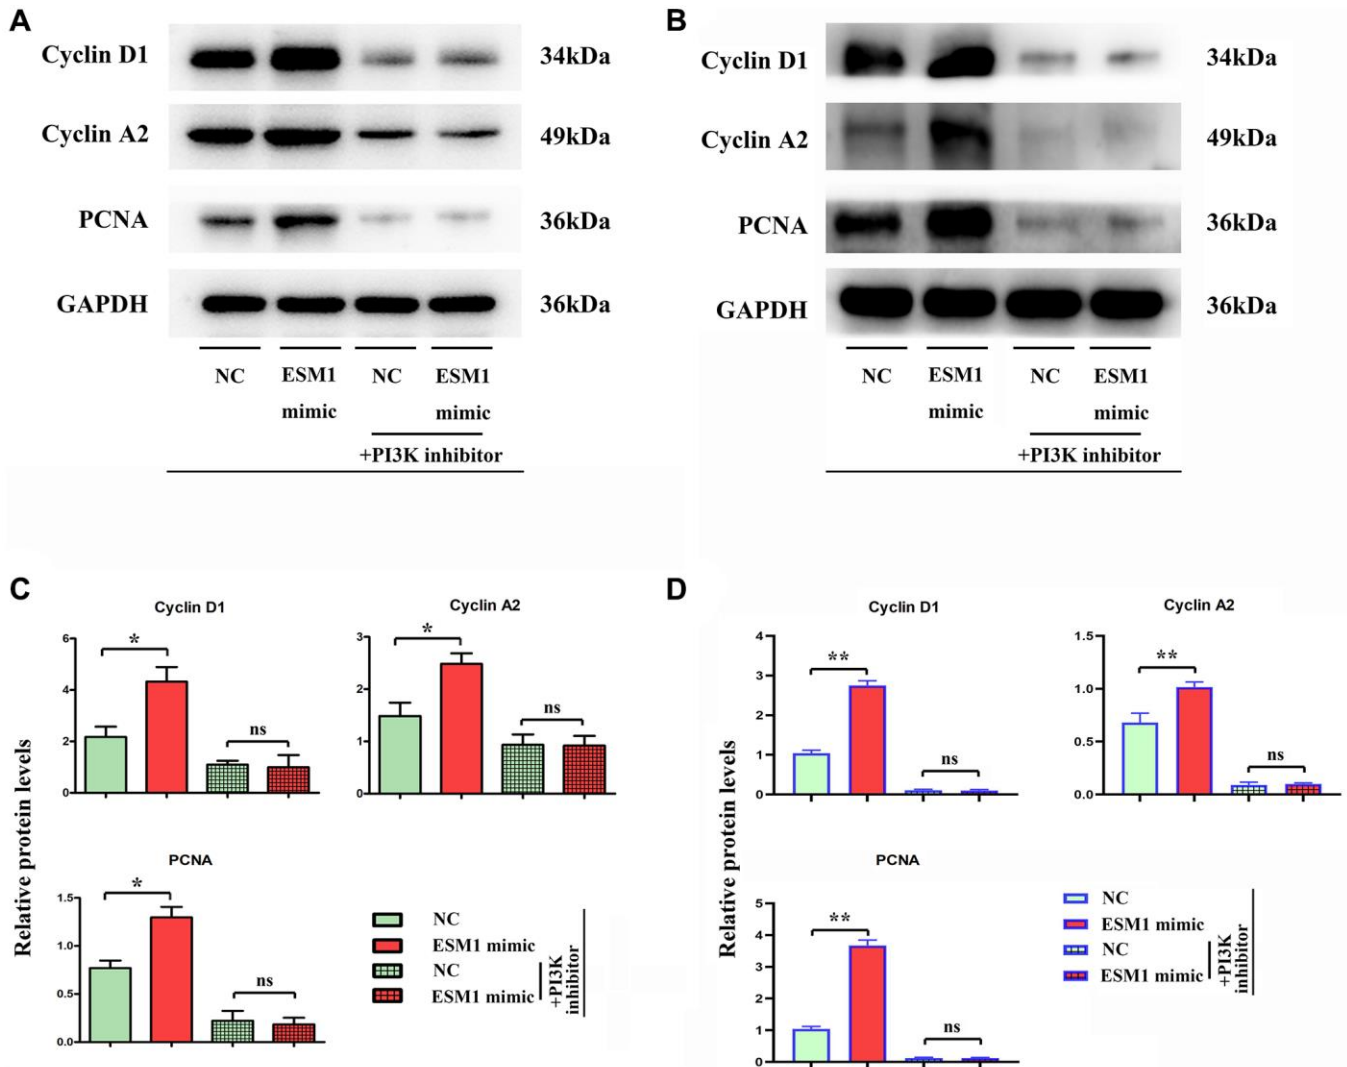 A
Cyclin D1
34kDa
Cyclin A2
49kDa
PCNA
36kDa
GAPDH
36kDa
NC
ESM1
mimic
NC
ESM1
mimic
+PI3K inhibitor
B
Cyclin D1
34kDa
Cyclin A2
49kDa
PCNA
36kDa
GAPDH
36kDa
NC
ESM1
mimic
NC
ESM1
mimic
+PI3K inhibitor
C
Relative protein levels
Cyclin D1
6
4
2
0
*
ns
Cyclin A2
3
2
1
0
*
ns
PCNA
1.5
1.0
0.5
0.0
*
ns
NC
ESM1 mimic
NC
ESM1 mimic
+PI3K
inhibitor
D
Relative protein levels
Cyclin D1
4
3
2
1
0
**
ns
Cyclin A2
1.5
1.0
0.5
0.0
**
ns
PCNA
5
4
3
2
1
0
**
ns
NC
ESM1 mimic
NC
ESM1 mimic
+PI3K
inhibitor